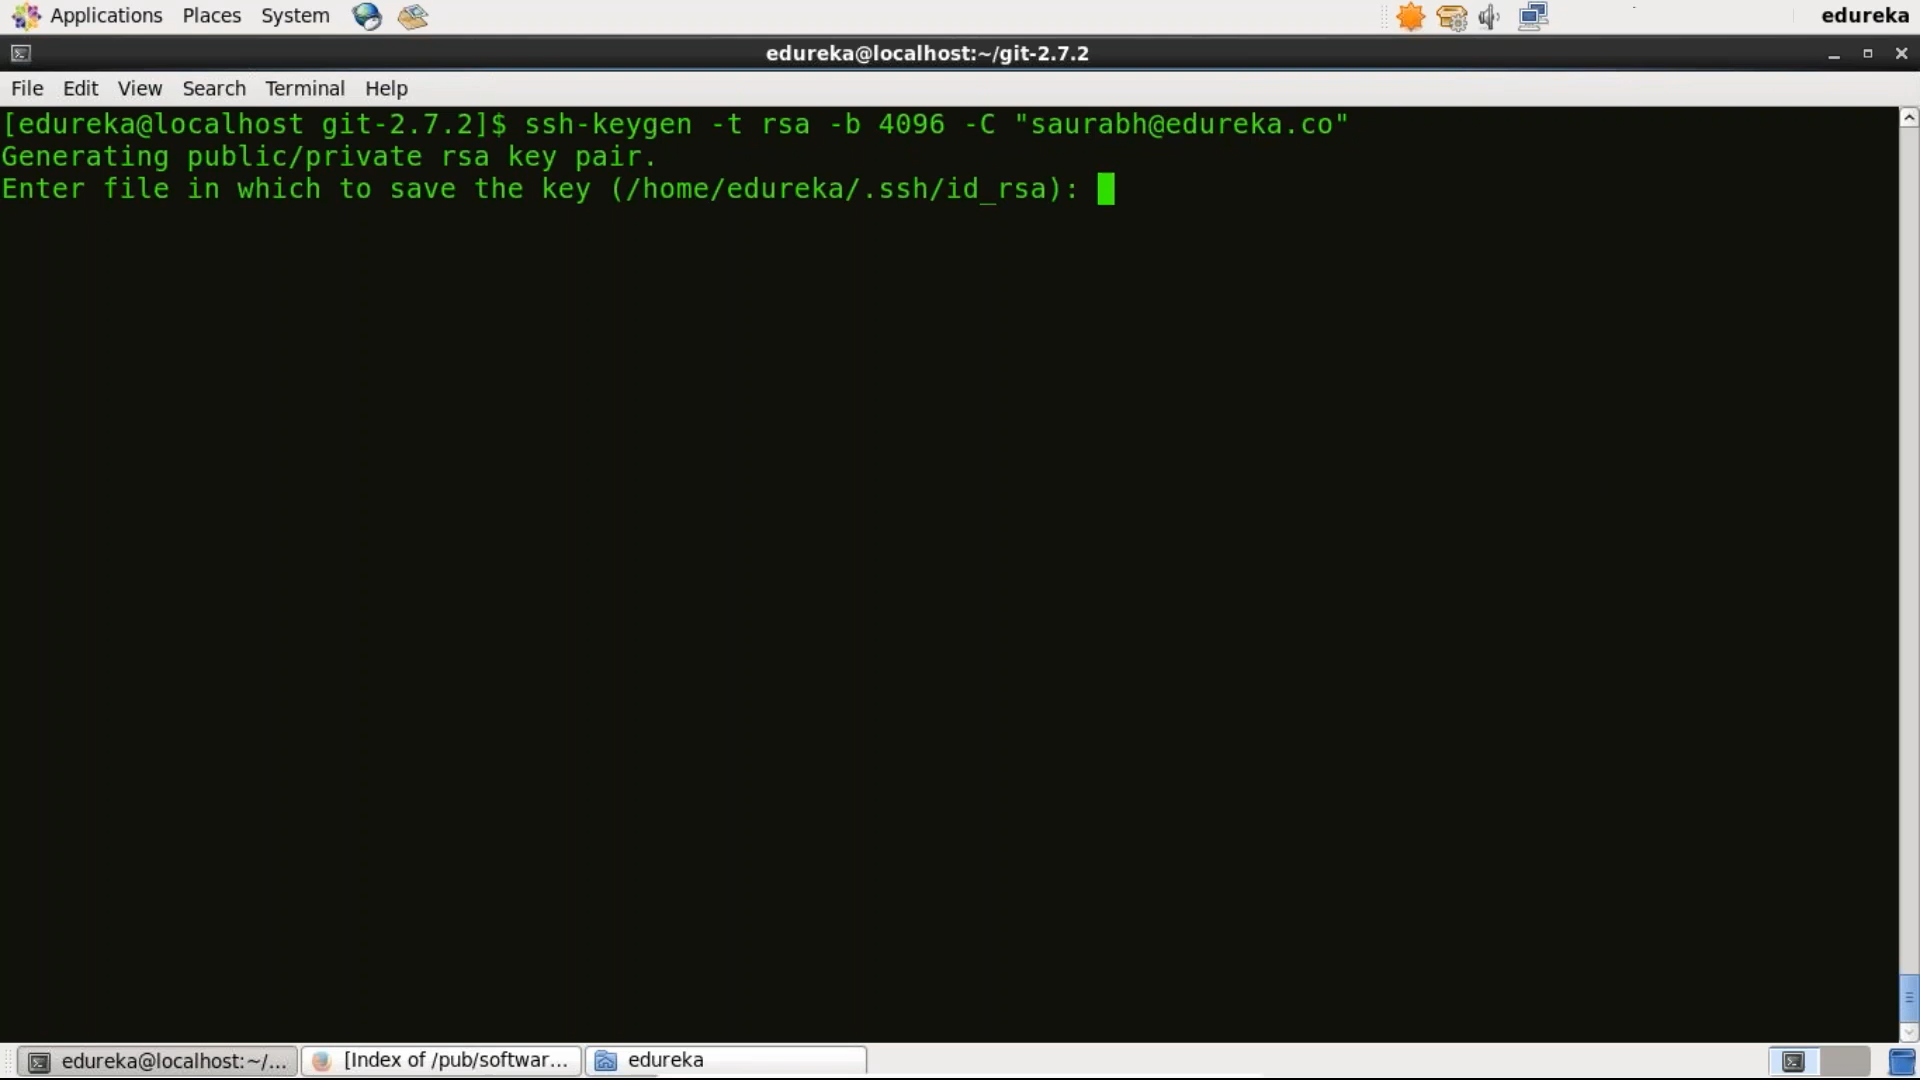 Applications Places System edureka
edureka@localhost:~/git-2.7.2
File Edit View Search Terminal Help
[edureka@localhost git-2.7.2]$ ssh-keygen -t rsa -b 4096 -C "saurabh@edureka.co"
Generating public/private rsa key pair.
Enter file in which to save the key (/home/edureka/.ssh/id_rsa):
edureka@localhost:~/... [Index of /pub/softwar... edureka